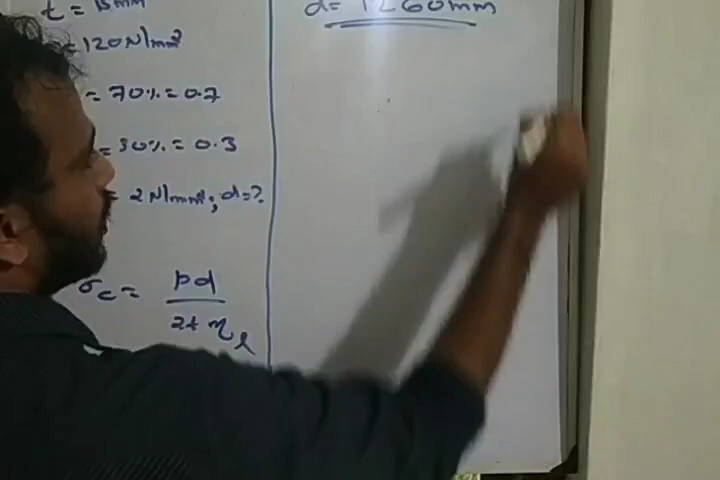 t = 15mm
= 120N/mm²
= 70% = 0.7
= 30% = 0.3
= 2N/mm²; d=?
σc = pd / 2t ηl
d = 1260mm